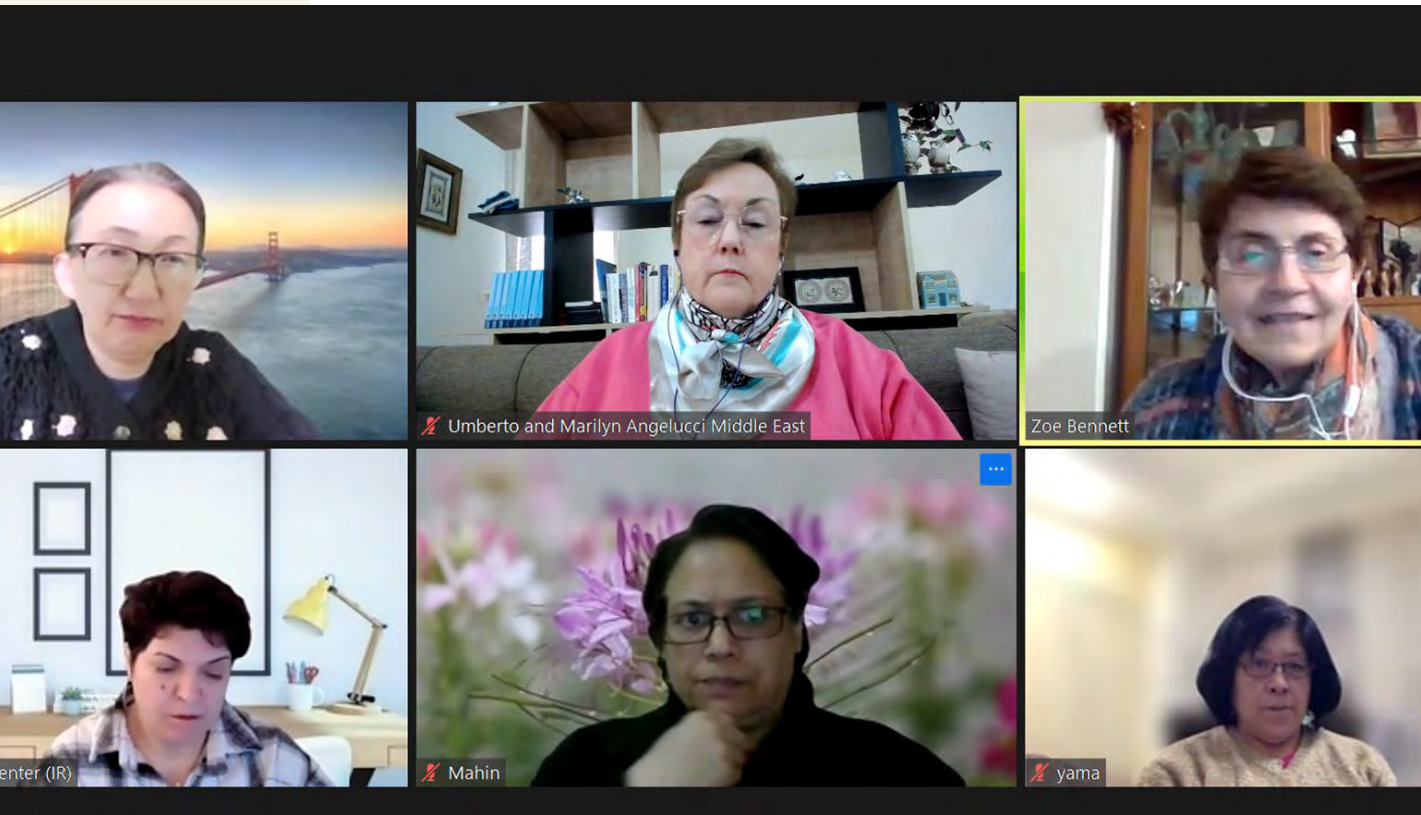 Umberto and Marilyn Angelucci Middle East
Zoe Bennett
enter (IR)
Mahin
yama